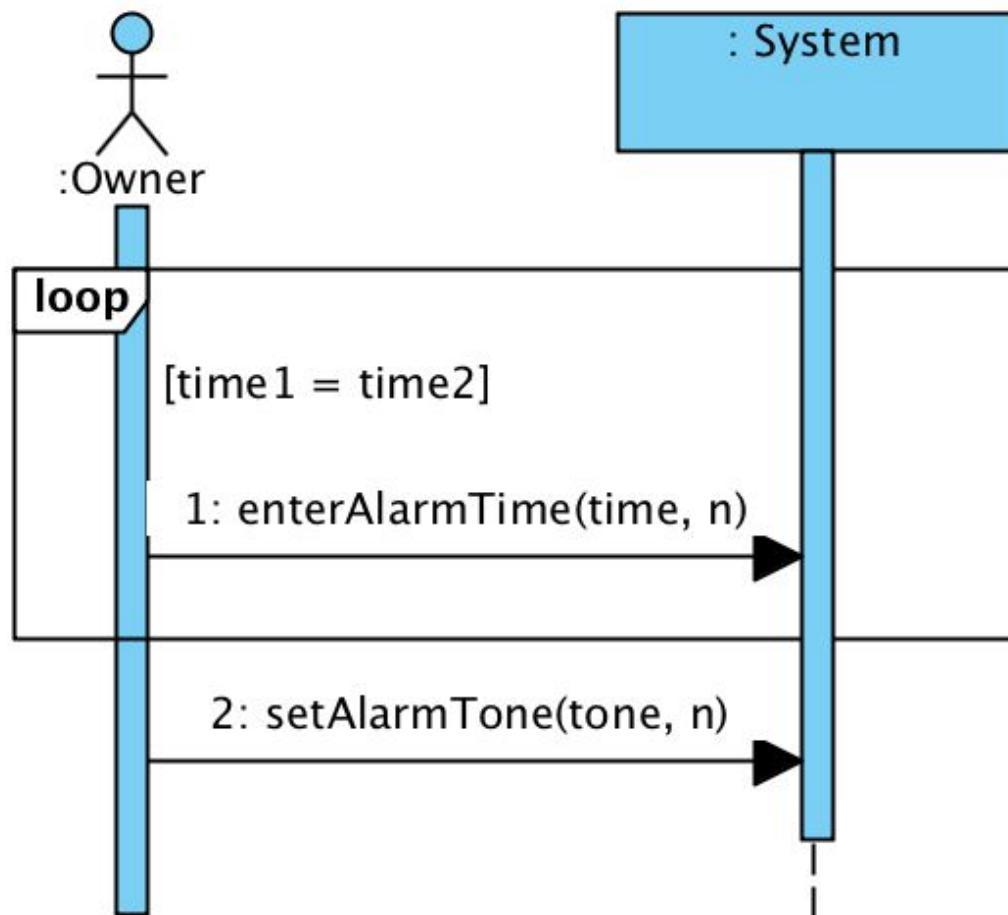 : System
:Owner
loop
[time1 = time2]
1: enterAlarmTime(time, n)
2: setAlarmTone(tone, n)